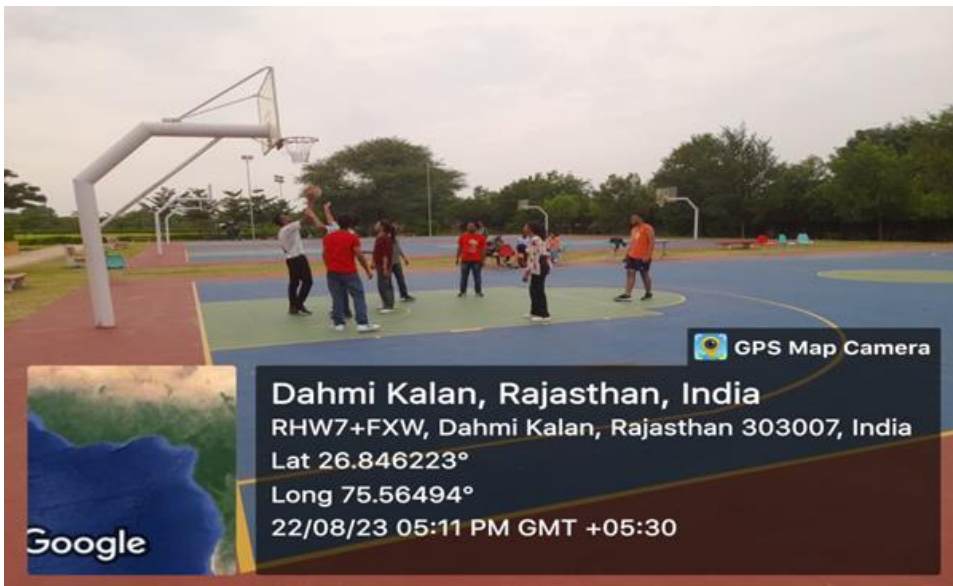 GPS Map Camera
Dahmi Kalan, Rajasthan, India
RHW7+FXW, Dahmi Kalan, Rajasthan 303007, India
Lat 26.846223°
Long 75.56494°
22/08/23 05:11 PM GMT +05:30
Google